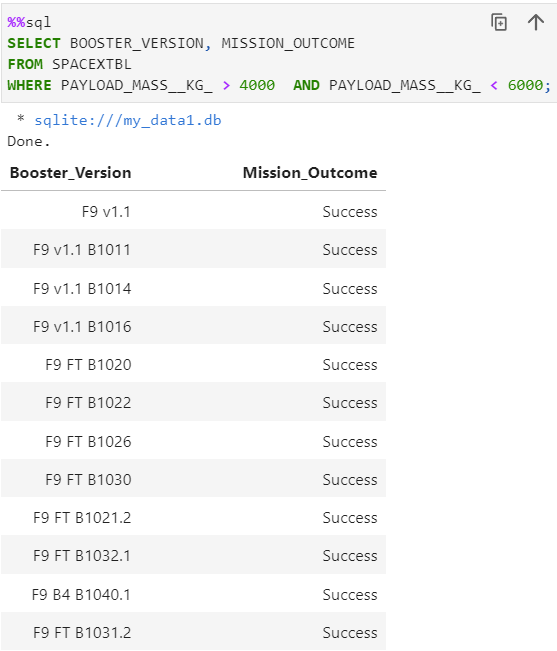 %%sql
SELECT BOOSTER_VERSION, MISSION_OUTCOME
FROM SPACEXTBL
WHERE PAYLOAD_MASS__KG_ > 4000  AND PAYLOAD_MASS__KG_ < 6000;
* sqlite:///my_data1.db
Done.
Booster_Version Mission_Outcome
F9 v1.1 Success
F9 v1.1 B1011 Success
F9 v1.1 B1014 Success
F9 v1.1 B1016 Success
F9 FT B1020 Success
F9 FT B1022 Success
F9 FT B1026 Success
F9 FT B1030 Success
F9 FT B1021.2 Success
F9 FT B1032.1 Success
F9 B4 B1040.1 Success
F9 FT B1031.2 Success